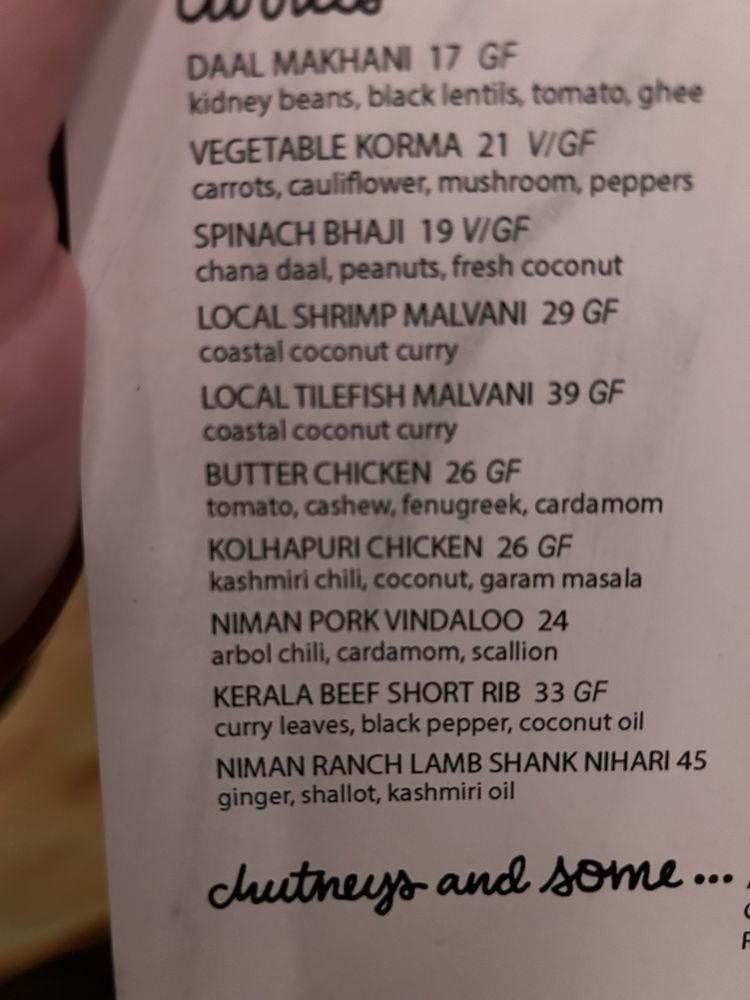 DAAL MAKHANI 17 GF
kidney beans, black lentils, tomato, ghee
VEGETABLE KORMA 21 V/GF
carrots, cauliflower, mushroom, peppers
SPINACH BHAJI 19 V/GF
chana daal, peanuts, fresh coconut
LOCAL SHRIMP MALVANI 29 GF
coastal coconut curry
LOCAL TILEFISH MALVANI 39 GF
coastal coconut curry
BUTTER CHICKEN 26 GF
tomato, cashew, fenugreek, cardamom
KOLHAPURI CHICKEN 26 GF
kashmiri chili, coconut, garam masala
NIMAN PORK VINDALOO 24
arbol chili, cardamom, scallion
KERALA BEEF SHORT RIB 33 GF
curry leaves, black pepper, coconut oil
NIMAN RANCH LAMB SHANK NIHARI 45
ginger, shallot, kashmiri oil
chutneys and some...